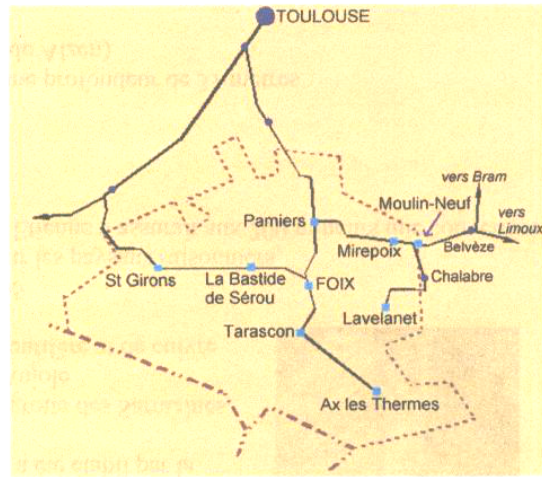 TOULOUSE
vers Bram
Moulin-Neuf
vers
Limoux
Pamiers
Mirepoix
Belvèze
St Girons
La Bastide
de Sérou
FOIX
Chalabre
Lavelanet
Tarascon
Ax les Thermes